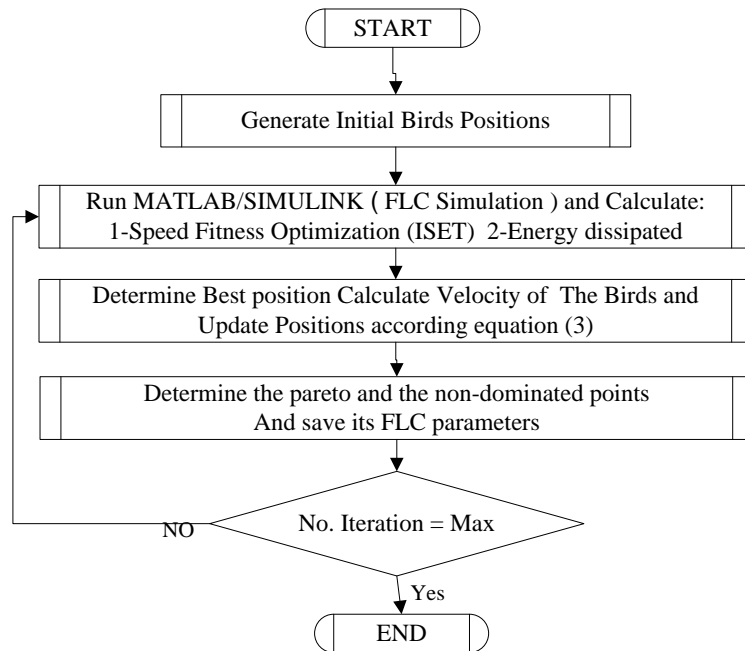 START
Generate Initial Birds Positions
Run MATLAB/SIMULINK ( FLC Simulation ) and Calculate:
1-Speed Fitness Optimization (ISET) 2-Energy dissipated
Determine Best position Calculate Velocity of The Birds and
Update Positions according equation (3)
Determine the pareto and the non-dominated points
And save its FLC parameters
No. Iteration = Max
NO
Yes
END